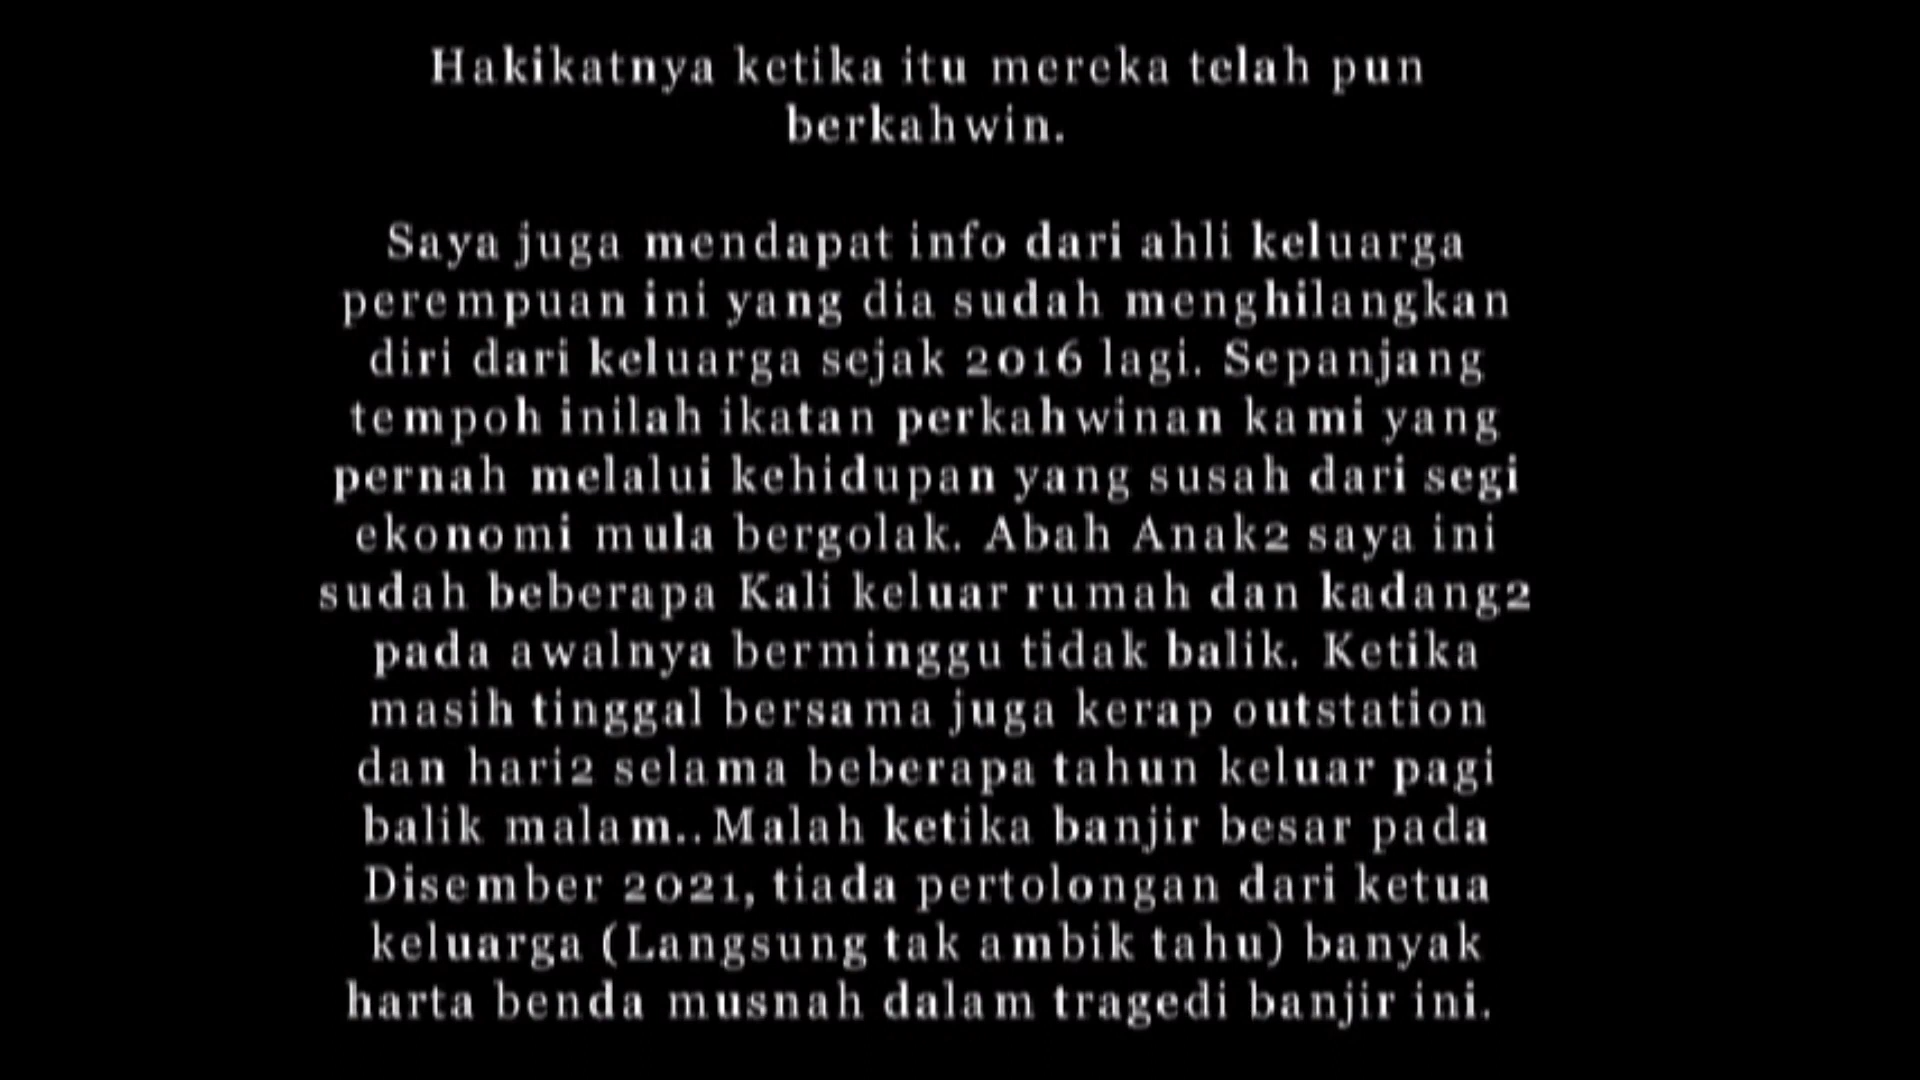 Hakikatnya ketika itu mereka telah pun
berkahwin.
Saya juga mendapat info dari ahli keluarga
perempuan ini yang dia sudah menghilangkan
diri dari keluarga sejak 2016 lagi. Sepanjang
tempoh inilah ikatan perkahwinan kami yang
pernah melalui kehidupan yang susah dari segi
ekonomi mula bergolak. Abah Anak2 saya ini
sudah beberapa Kali keluar rumah dan kadang2
pada awalnya berminggu tidak balik. Ketika
masih tinggal bersama juga kerap outstation
dan hari2 selama beberapa tahun keluar pagi
balik malam..Malah ketika banjir besar pada
Disember 2021, tiada pertolongan dari ketua
keluarga (Langsung tak ambik tahu) banyak
harta benda musnah dalam tragedi banjir ini.